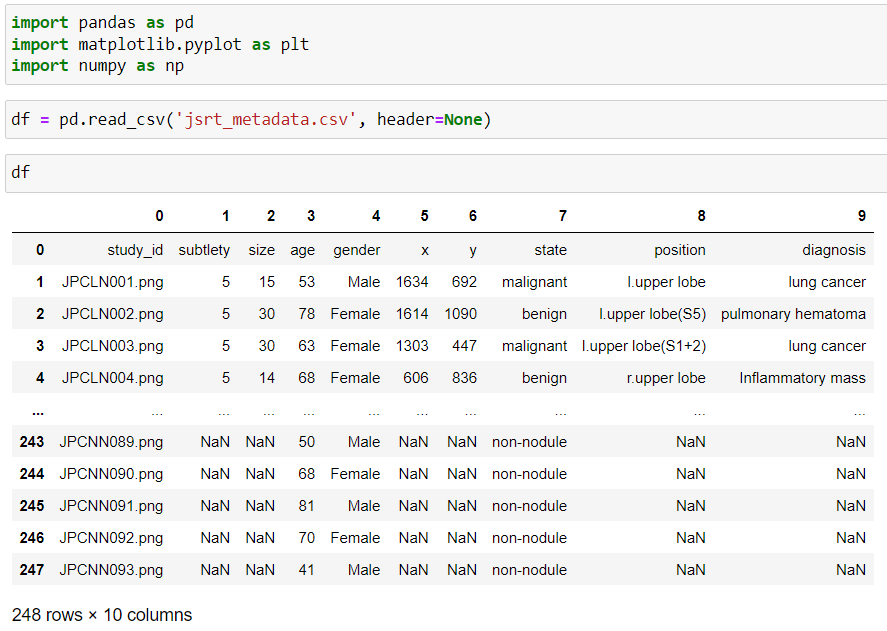 import pandas as pd
import matplotlib.pyplot as plt
import numpy as np
df = pd.read_csv('jsrt_metadata.csv', header=None)
df
0 1 2 3 4 5 6 7 8 9
0 study_id subtlety size age gender x y state position diagnosis
1 JPCLN001.png 5 15 53 Male 1634 692 malignant l.upper lobe lung cancer
2 JPCLN002.png 5 30 78 Female 1614 1090 benign l.upper lobe(S5) pulmonary hematoma
3 JPCLN003.png 5 30 63 Female 1303 447 malignant l.upper lobe(S1+2) lung cancer
4 JPCLN004.png 5 14 68 Female 606 836 benign r.upper lobe Inflammatory mass
... ... ... ... ... ... ... ... ... ... ...
243 JPCNN089.png NaN NaN 50 Male NaN NaN non-nodule NaN NaN
244 JPCNN090.png NaN NaN 68 Female NaN NaN non-nodule NaN NaN
245 JPCNN091.png NaN NaN 81 Male NaN NaN non-nodule NaN NaN
246 JPCNN092.png NaN NaN 70 Female NaN NaN non-nodule NaN NaN
247 JPCNN093.png NaN NaN 41 Male NaN NaN non-nodule NaN NaN
248 rows × 10 columns